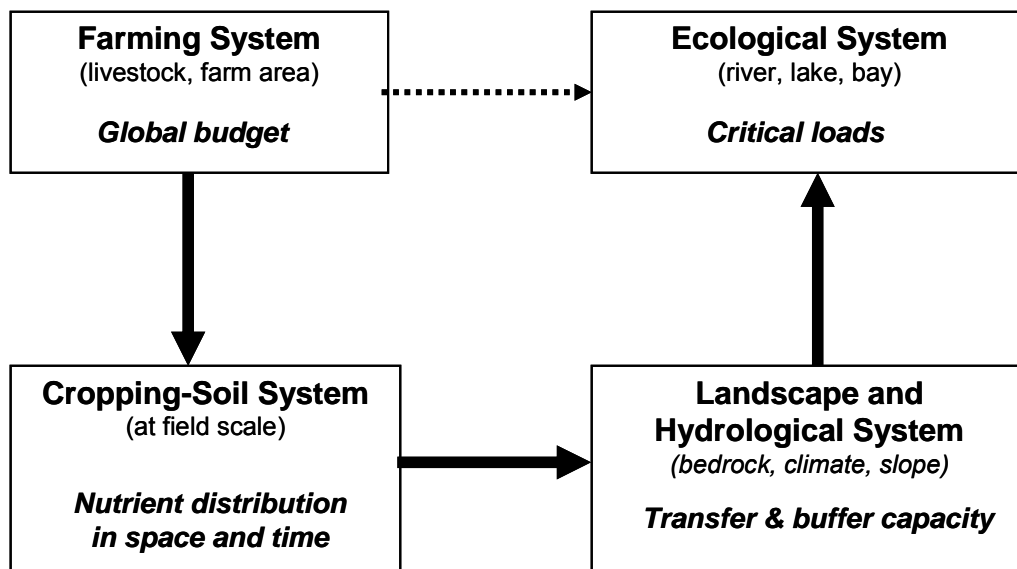 Farming System
(livestock, farm area)
Global budget
Ecological System
(river, lake, bay)
Critical loads
Cropping-Soil System
(at field scale)
Nutrient distribution
in space and time
Landscape and
Hydrological System
(bedrock, climate, slope)
Transfer & buffer capacity